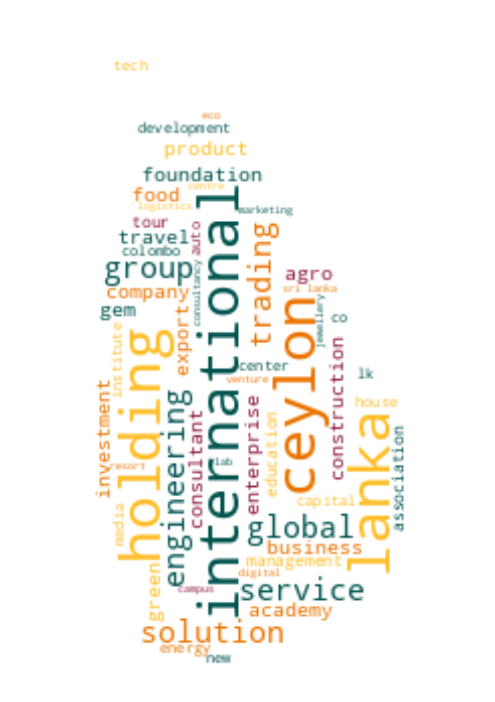 tech
eco
development
product
foundation
centre
food
logistics
marketing
tour
auto
travel
international
trading
colombo
group
consultancy
agro
company
sri lanka
gem
export
ceylon
jewellery
co
holding
institute
center
construction
lk
venture
investment
engineering
consultant
enterprise
education
house
lanka
association
lab
resort
capital
media
global
business
management
green
digital
campus
service
academy
solution
energy
new